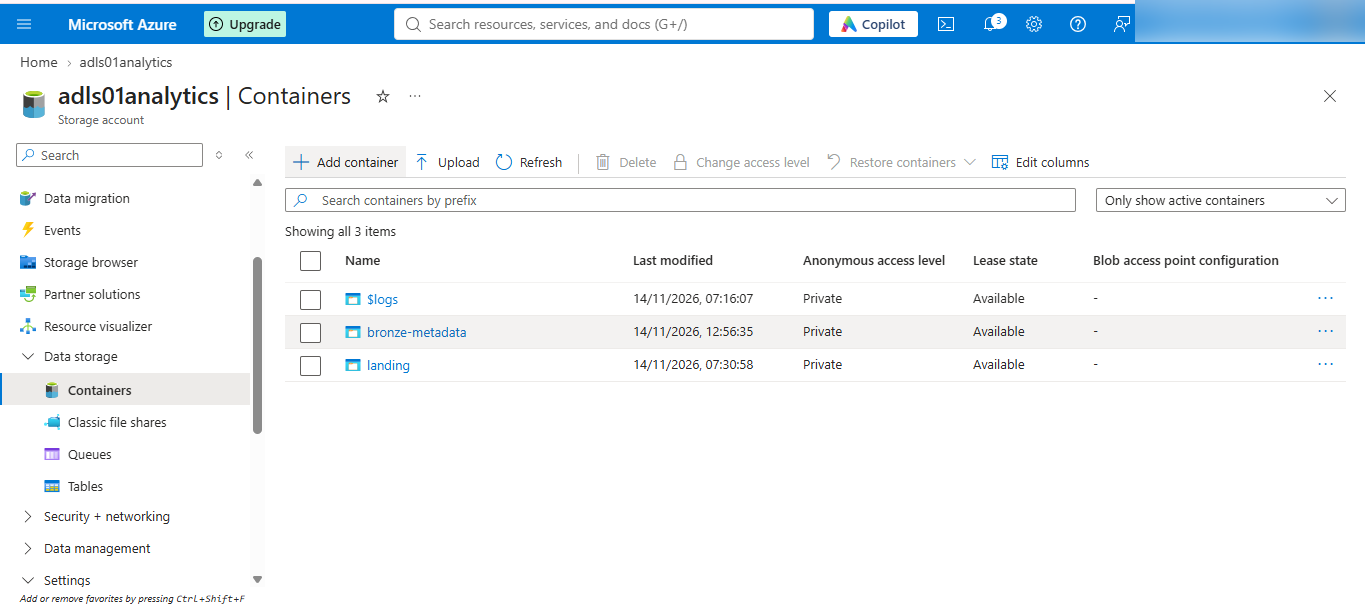 Microsoft Azure Upgrade Search resources, services, and docs (G+/) Copilot 3
Home > adls01analytics
adls01analytics | Containers ☆ ...
Storage account
Search
Add container Upload Refresh Delete Change access level Restore containers Edit columns
Data migration
Events
Storage browser
Partner solutions
Resource visualizer
Data storage
Containers
Classic file shares
Queues
Tables
Security + networking
Data management
Settings
Add or remove favorites by pressing Ctrl+Shift+F
Search containers by prefix Only show active containers
Showing all 3 items
Name Last modified Anonymous access level Lease state Blob access point configuration
$logs 14/11/2026, 07:16:07 Private Available - ...
bronze-metadata 14/11/2026, 12:56:35 Private Available - ...
landing 14/11/2026, 07:30:58 Private Available - ...